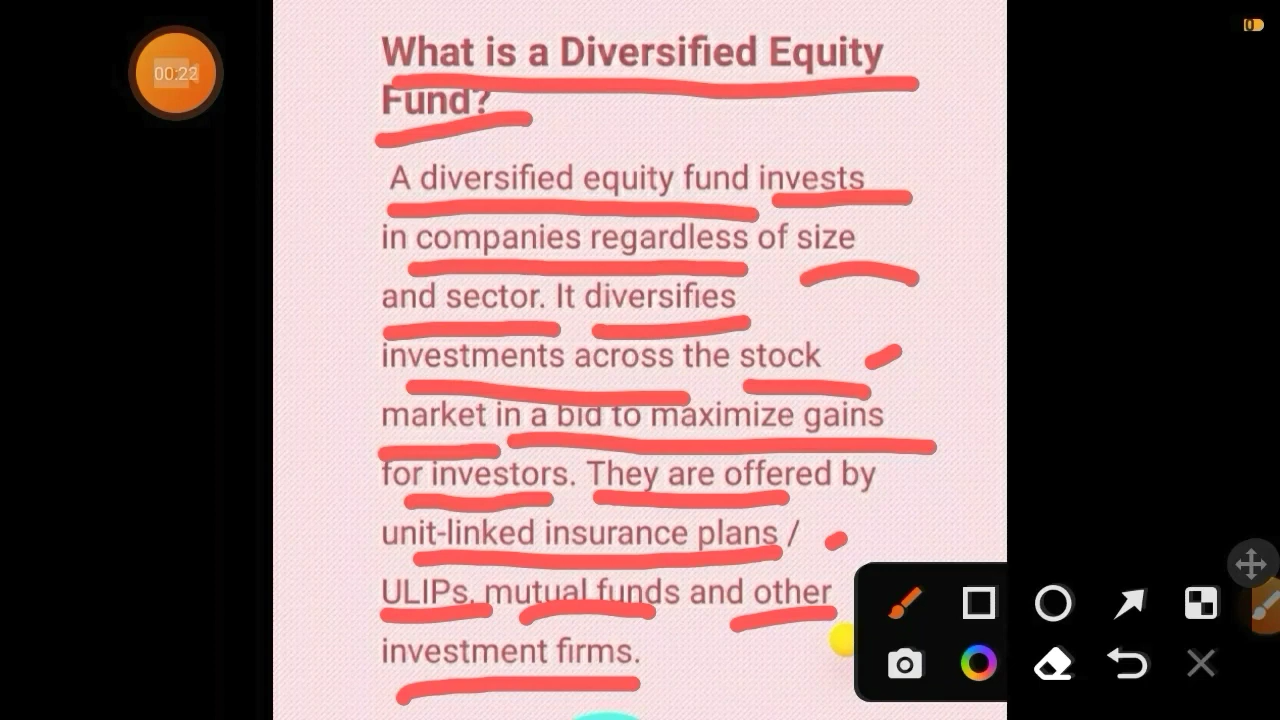 00:22
What is a Diversified Equity
Fund?
A diversified equity fund invests
in companies regardless of size
and sector. It diversifies
investments across the stock
market in a bid to maximize gains
for investors. They are offered by
unit-linked insurance plans /
ULIPs, mutual funds and other
investment firms.